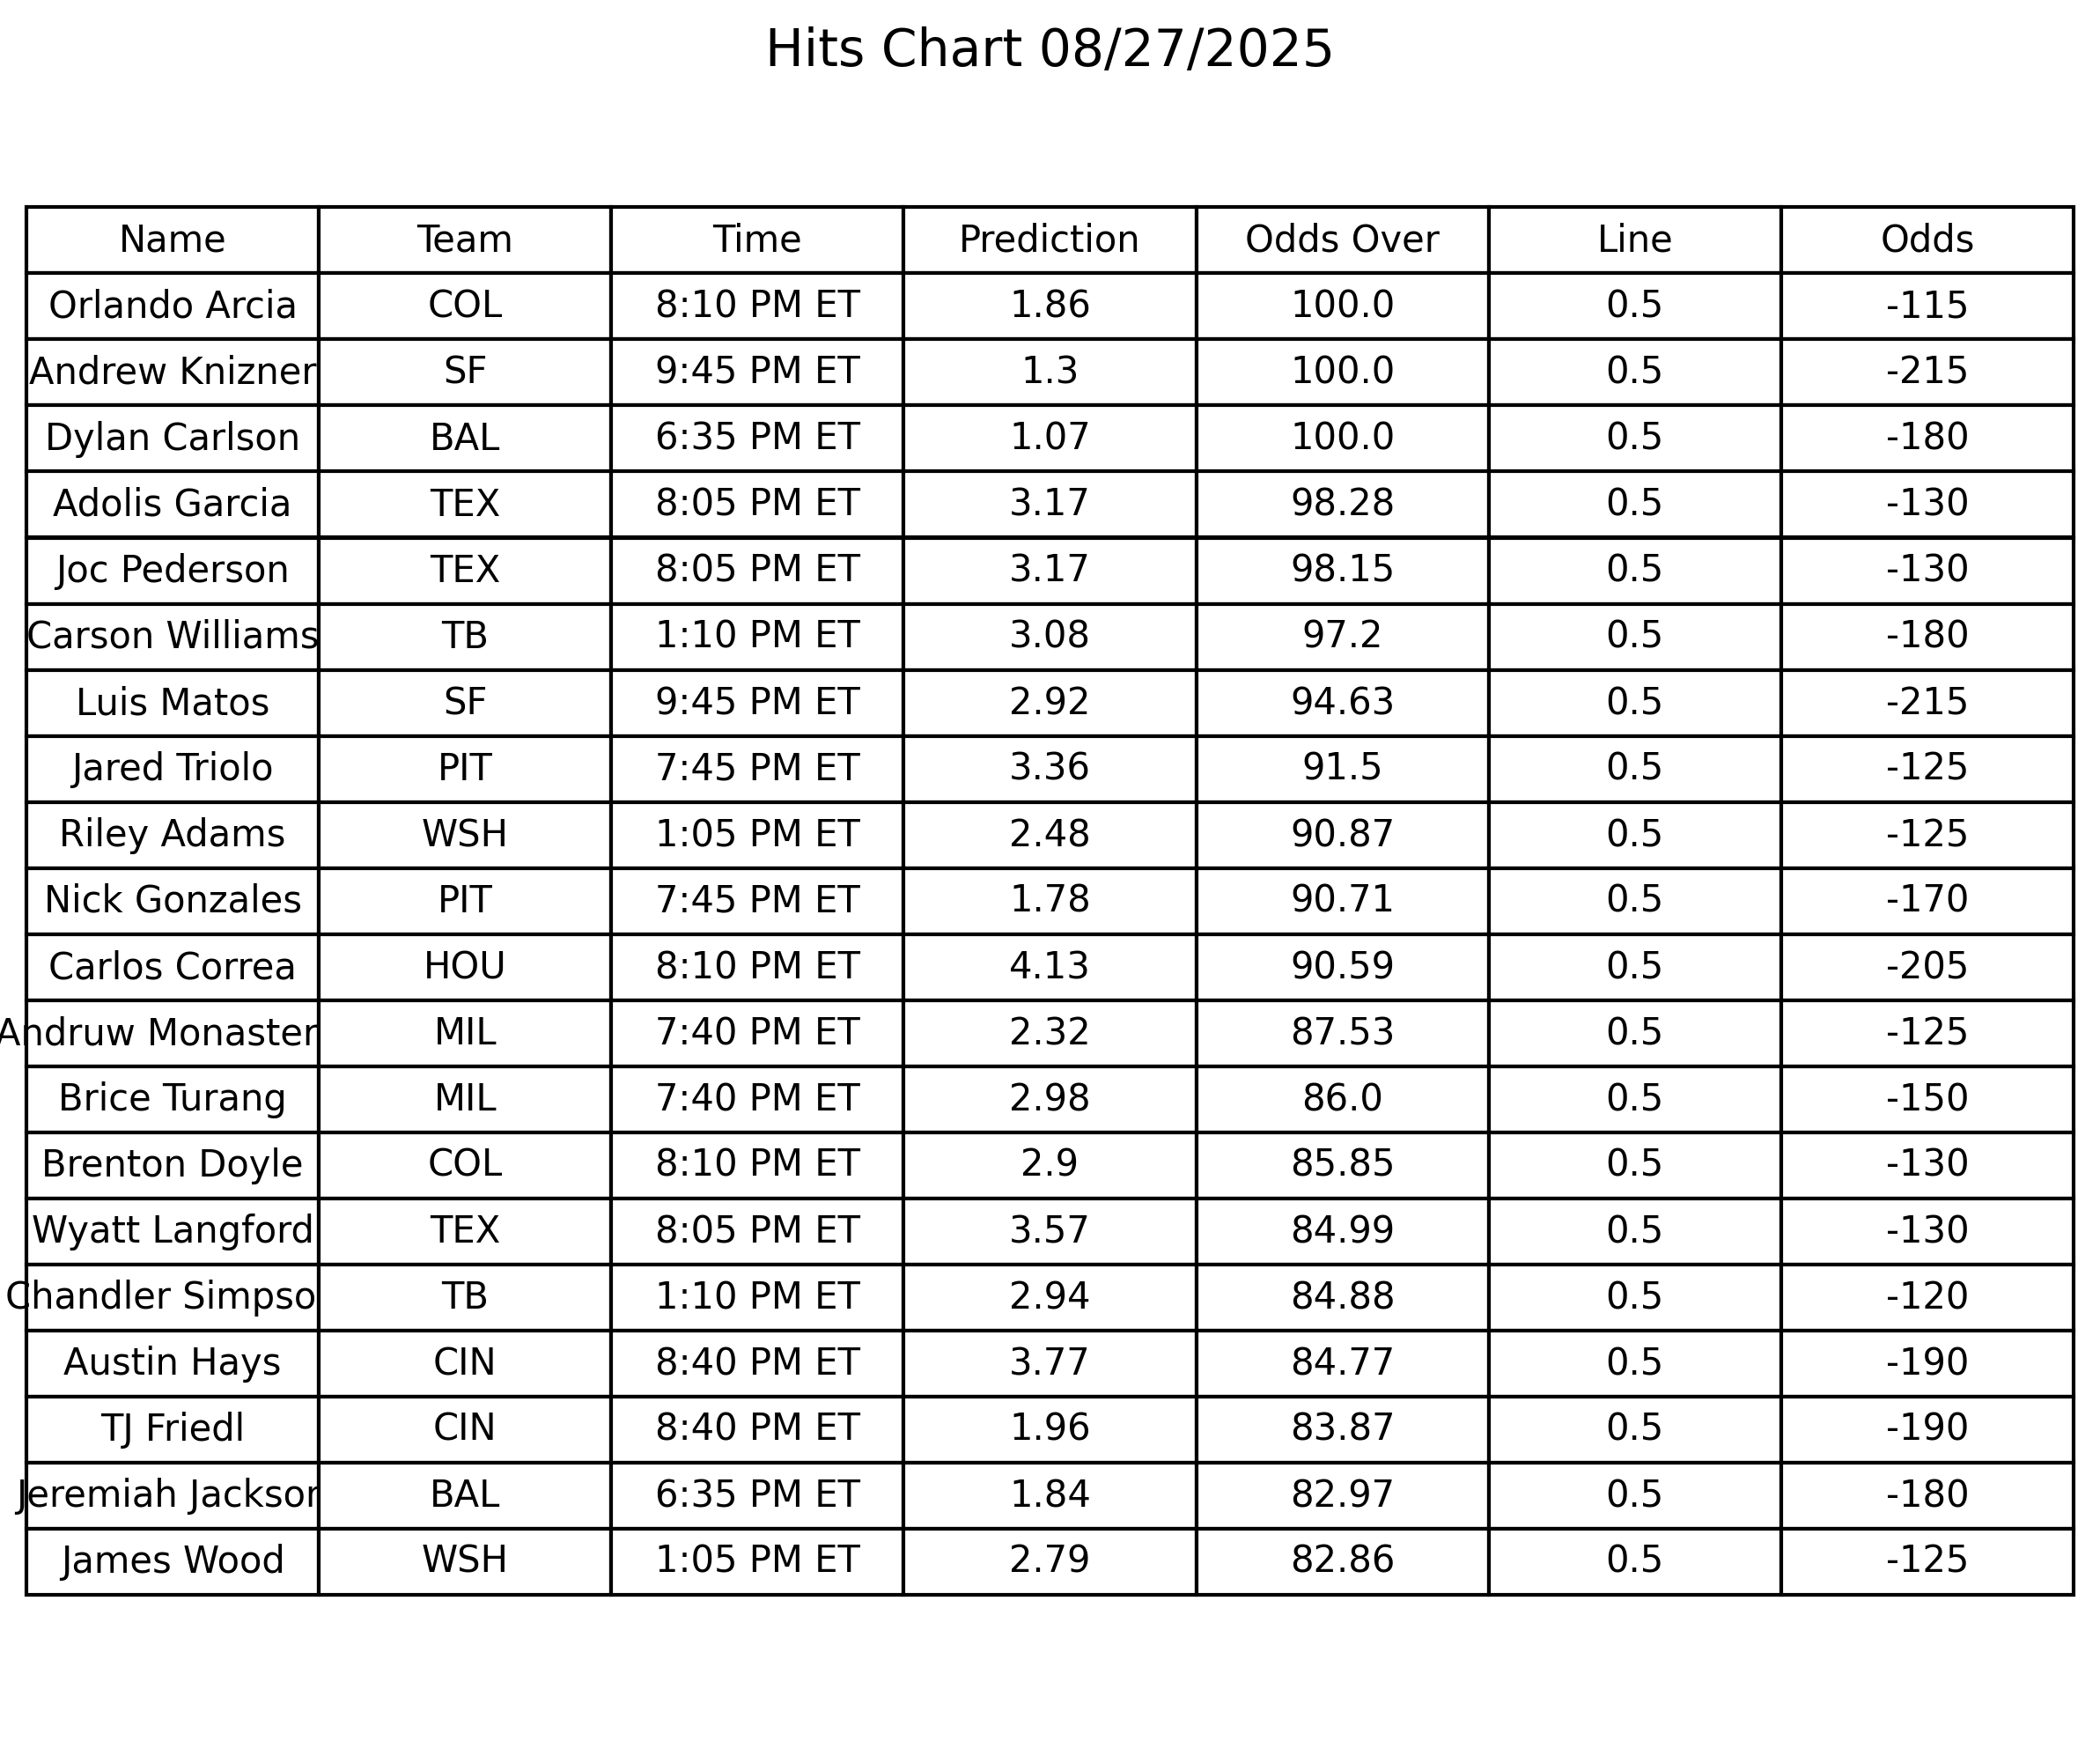 Hits Chart 08/27/2025
Name Team Time Prediction Odds Over Line Odds
Orlando Arcia COL 8:10 PM ET 1.86 100.0 0.5 -115
Andrew Knizner SF 9:45 PM ET 1.3 100.0 0.5 -215
Dylan Carlson BAL 6:35 PM ET 1.07 100.0 0.5 -180
Adolis Garcia TEX 8:05 PM ET 3.17 98.28 0.5 -130
Joc Pederson TEX 8:05 PM ET 3.17 98.15 0.5 -130
Carson Williams TB 1:10 PM ET 3.08 97.2 0.5 -180
Luis Matos SF 9:45 PM ET 2.92 94.63 0.5 -215
Jared Triolo PIT 7:45 PM ET 3.36 91.5 0.5 -125
Riley Adams WSH 1:05 PM ET 2.48 90.87 0.5 -125
Nick Gonzales PIT 7:45 PM ET 1.78 90.71 0.5 -170
Carlos Correa HOU 8:10 PM ET 4.13 90.59 0.5 -205
Andruw Monaster MIL 7:40 PM ET 2.32 87.53 0.5 -125
Brice Turang MIL 7:40 PM ET 2.98 86.0 0.5 -150
Brenton Doyle COL 8:10 PM ET 2.9 85.85 0.5 -130
Wyatt Langford TEX 8:05 PM ET 3.57 84.99 0.5 -130
Chandler Simpso TB 1:10 PM ET 2.94 84.88 0.5 -120
Austin Hays CIN 8:40 PM ET 3.77 84.77 0.5 -190
TJ Friedl CIN 8:40 PM ET 1.96 83.87 0.5 -190
Jeremiah Jackson BAL 6:35 PM ET 1.84 82.97 0.5 -180
James Wood WSH 1:05 PM ET 2.79 82.86 0.5 -125